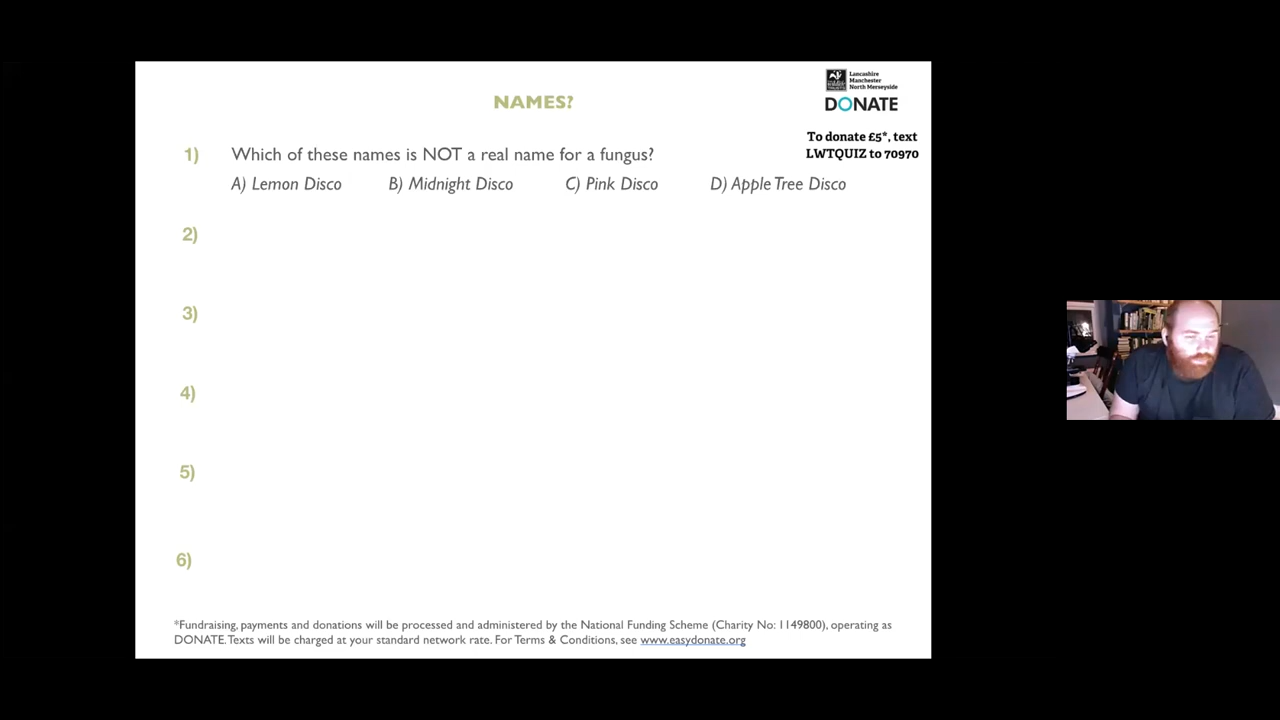 Lancashire
Manchester
North Merseyside
DONATE
NAMES?
To donate £5*, text
LWTQUIZ to 70970
1) Which of these names is NOT a real name for a fungus?
A) Lemon Disco B) Midnight Disco C) Pink Disco D) Apple Tree Disco
2)
3)
4)
5)
6)
*Fundraising, payments and donations will be processed and administered by the National Funding Scheme (Charity No: 1149800), operating as
DONATE. Texts will be charged at your standard network rate. For Terms & Conditions, see www.easydonate.org